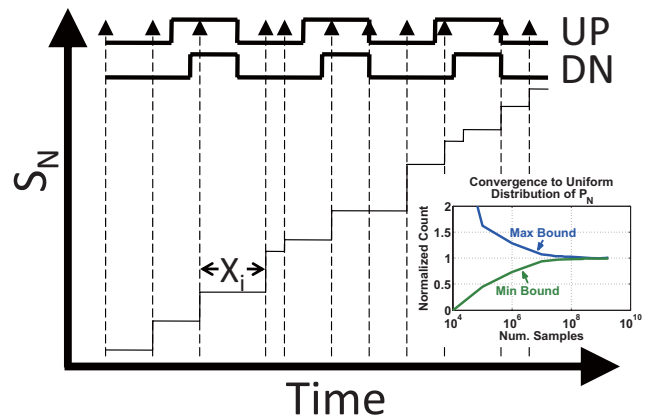 UP
DN
S_N
X_i
Time
Convergence to Uniform
Distribution of P_N
Normalized Count
2
1.5
1
0.5
0
Max Bound
Min Bound
10^4
10^6
10^8
10^10
Num. Samples